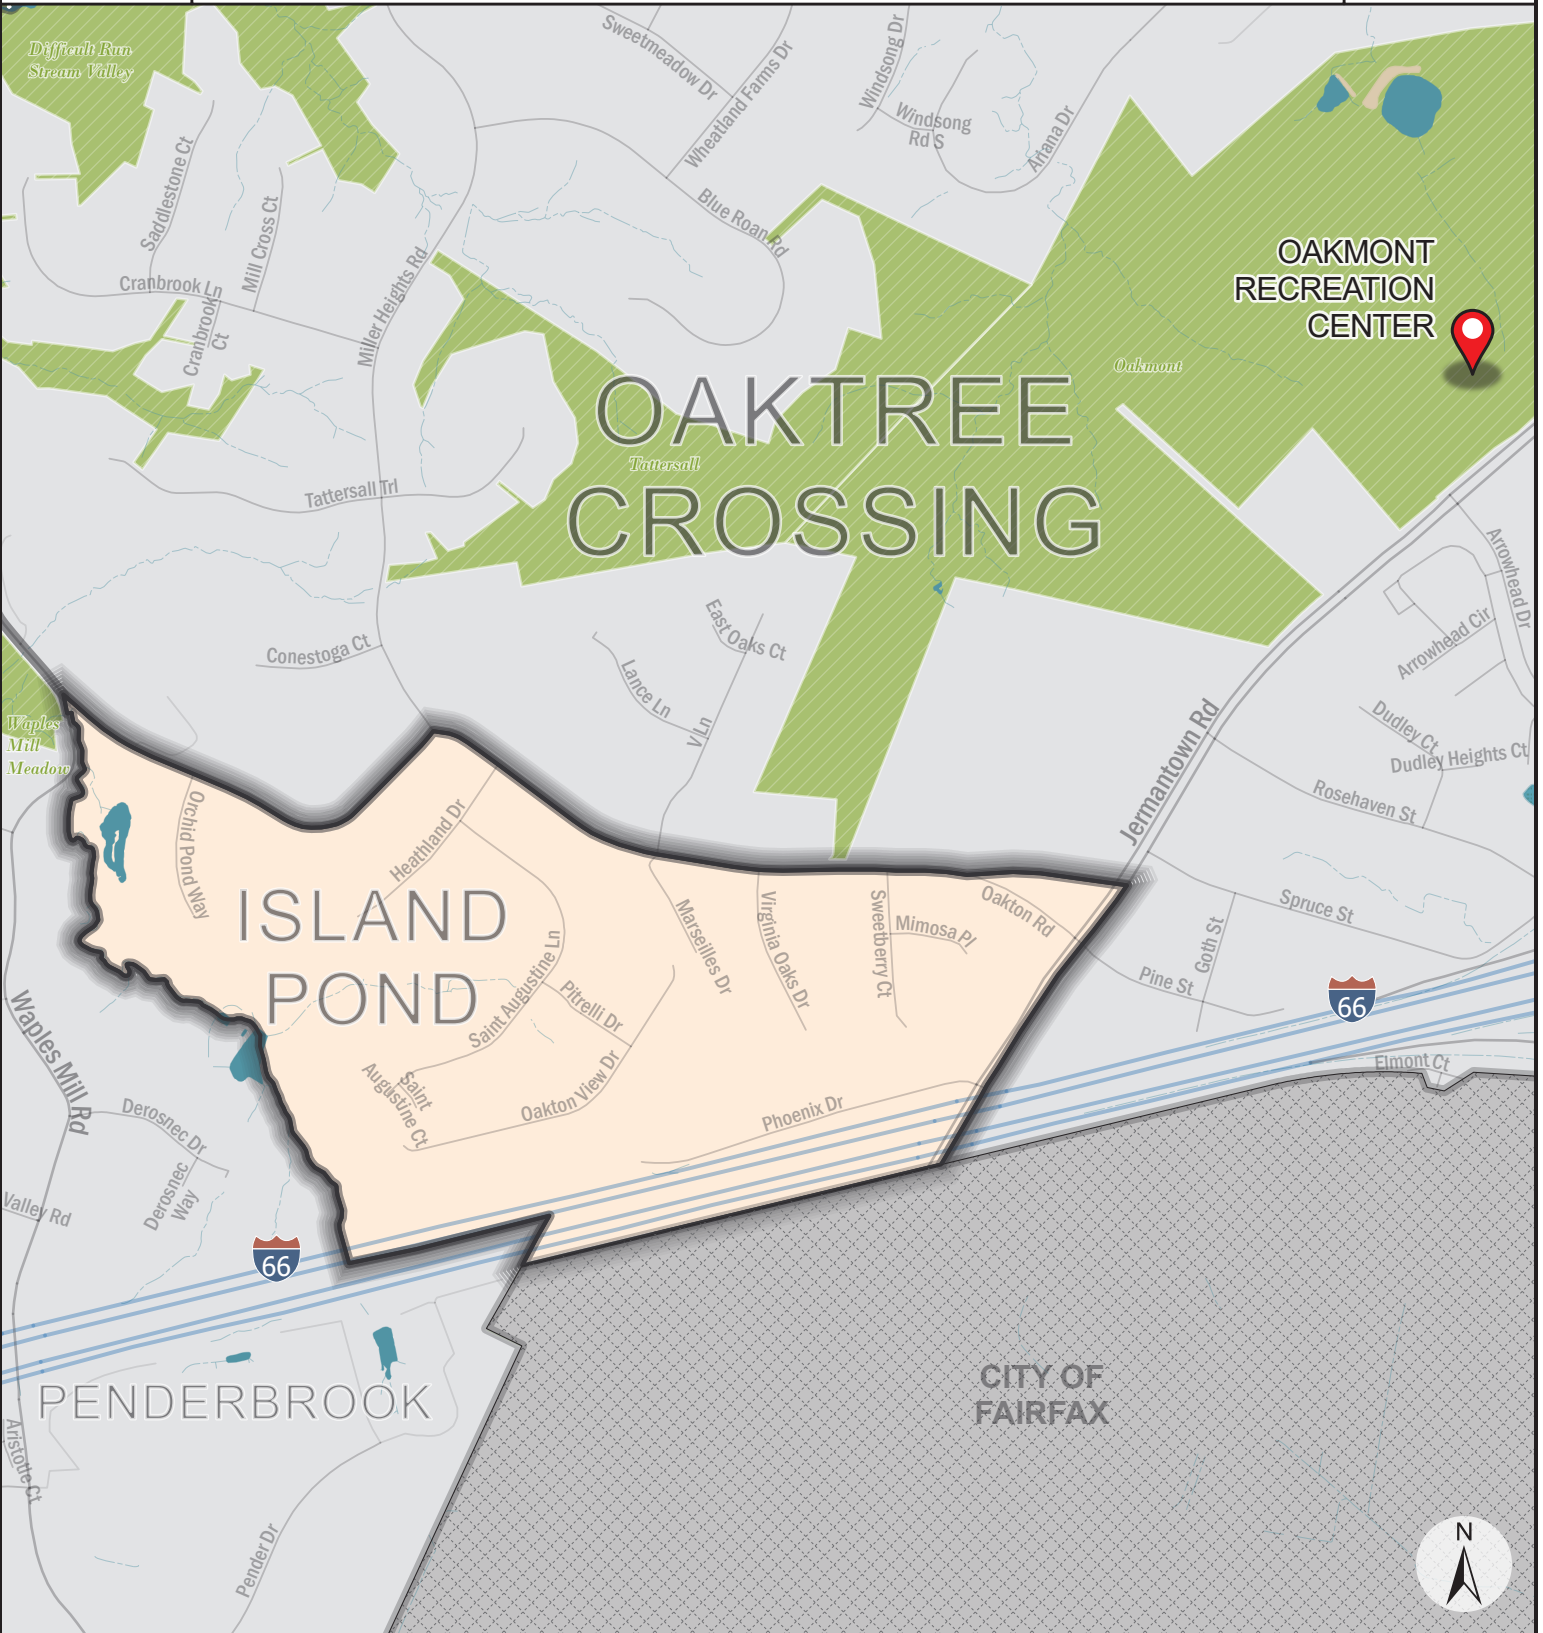 Difficult Run
Stream Valley
Sweetmeadow Dr
Wheatland Farms Dr
Windsong Dr
Windsong
Rd S
Ariana Dr
Saddlestone Ct
Mill Cross Ct
Cranbrook Ln
Cranbrook
Ct
Miller Heights Rd
Blue Roan Rd
OAKMONT
RECREATION
CENTER
Oakmont
OAKTREE
CROSSING
Tattersall
Tattersall Trl
Arrowhead Dr
Arrowhead Cir
Conestoga Ct
East Oaks Ct
Lance Ln
V Ln
Waples
Mill
Meadow
Jermantown Rd
Dudley Ct
Dudley Heights Ct
Rosehaven St
Spruce St
Goth St
Pine St
Orchid Pond Way
Heathland Dr
ISLAND
POND
Marseilles Dr
Virginia Oaks Dr
Sweetberry Ct
Mimosa Pl
Oakton Rd
Saint Augustine Ln
Pitrelli Dr
Saint
Augustine Ct
Oakton View Dr
Phoenix Dr
66
Elmont Ct
Waples Mill Rd
Derosnec Dr
Derosnec
Way
Valley Rd
66
PENDERBROOK
Aristotle Ct
Pender Dr
CITY OF
FAIRFAX
N